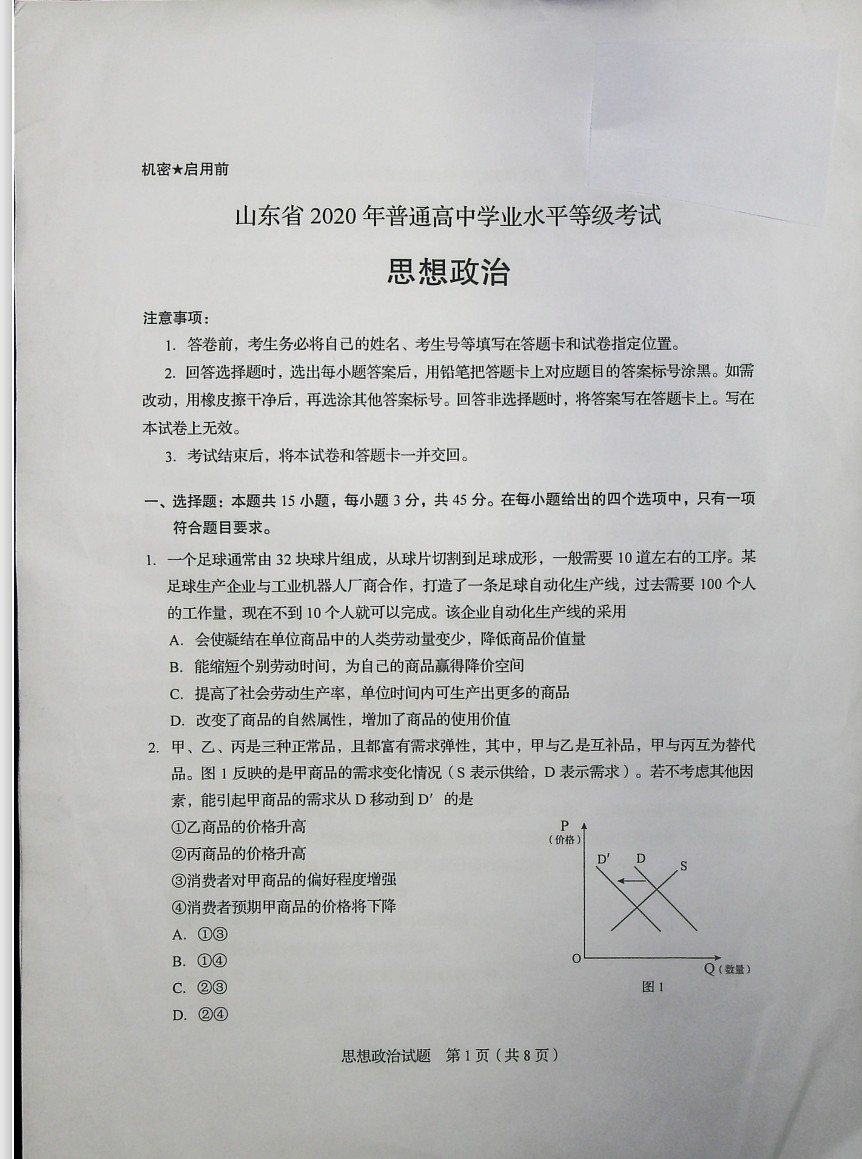 机密★启用前
山东省 2020 年普通高中学业水平等级考试
思想政治
注意事项：
1. 答卷前，考生务必将自己的姓名、考生号等填写在答题卡和试卷指定位置。
2. 回答选择题时，选出每小题答案后，用铅笔把答题卡上对应题目的答案标号涂黑。如需
改动，用橡皮擦干净后，再选涂其他答案标号。回答非选择题时，将答案写在答题卡上。写在
本试卷上无效。
3. 考试结束后，将本试卷和答题卡一并交回。
一、选择题：本题共 15 小题，每小题 3 分，共 45 分。在每小题给出的四个选项中，只有一项
符合题目要求。
1. 一个足球通常由 32 块球片组成，从球片切割到足球成形，一般需要 10 道左右的工序。某
足球生产企业与工业机器人厂商合作，打造了一条足球自动化生产线，过去需要 100 个人
的工作量，现在不到 10 个人就可以完成。该企业自动化生产线的采用
A. 会使凝结在单位商品中的人类劳动量变少，降低商品价值量
B. 能缩短个别劳动时间，为自己的商品赢得降价空间
C. 提高了社会劳动生产率，单位时间内可生产出更多的商品
D. 改变了商品的自然属性，增加了商品的使用价值
2. 甲、乙、丙是三种正常品，且都富有需求弹性，其中，甲与乙是互补品，甲与丙互为替代
品。图 1 反映的是甲商品的需求变化情况（S 表示供给，D 表示需求）。若不考虑其他因
素，能引起甲商品的需求从 D 移动到 D′ 的是
①乙商品的价格升高
②丙商品的价格升高
③消费者对甲商品的偏好程度增强
④消费者预期甲商品的价格将下降
A. ①③
B. ①④
C. ②③
D. ②④
P
（价格）
D′ D S
O
Q（数量）
图 1
思想政治试题 第 1 页（共 8 页）